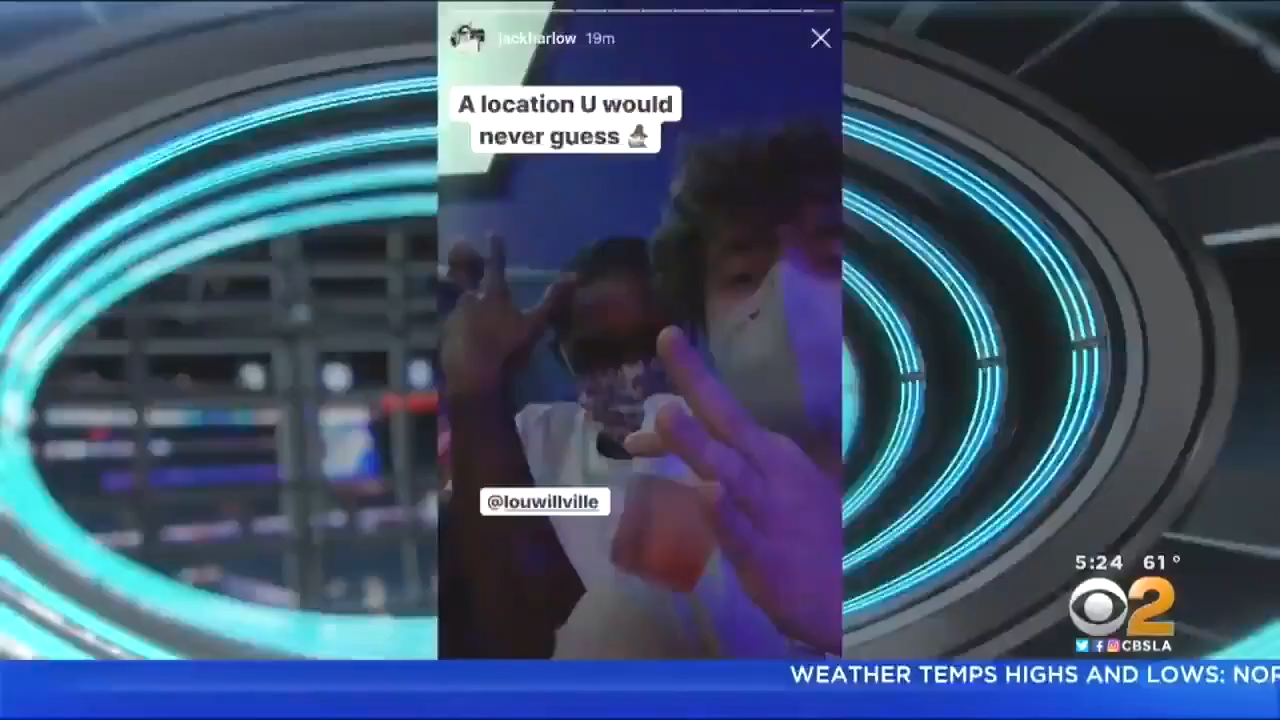 jackharlow 19m
A location U would
never guess
@louwillville
5:24 61°
2
CBSLA
WEATHER TEMPS HIGHS AND LOWS: NOR